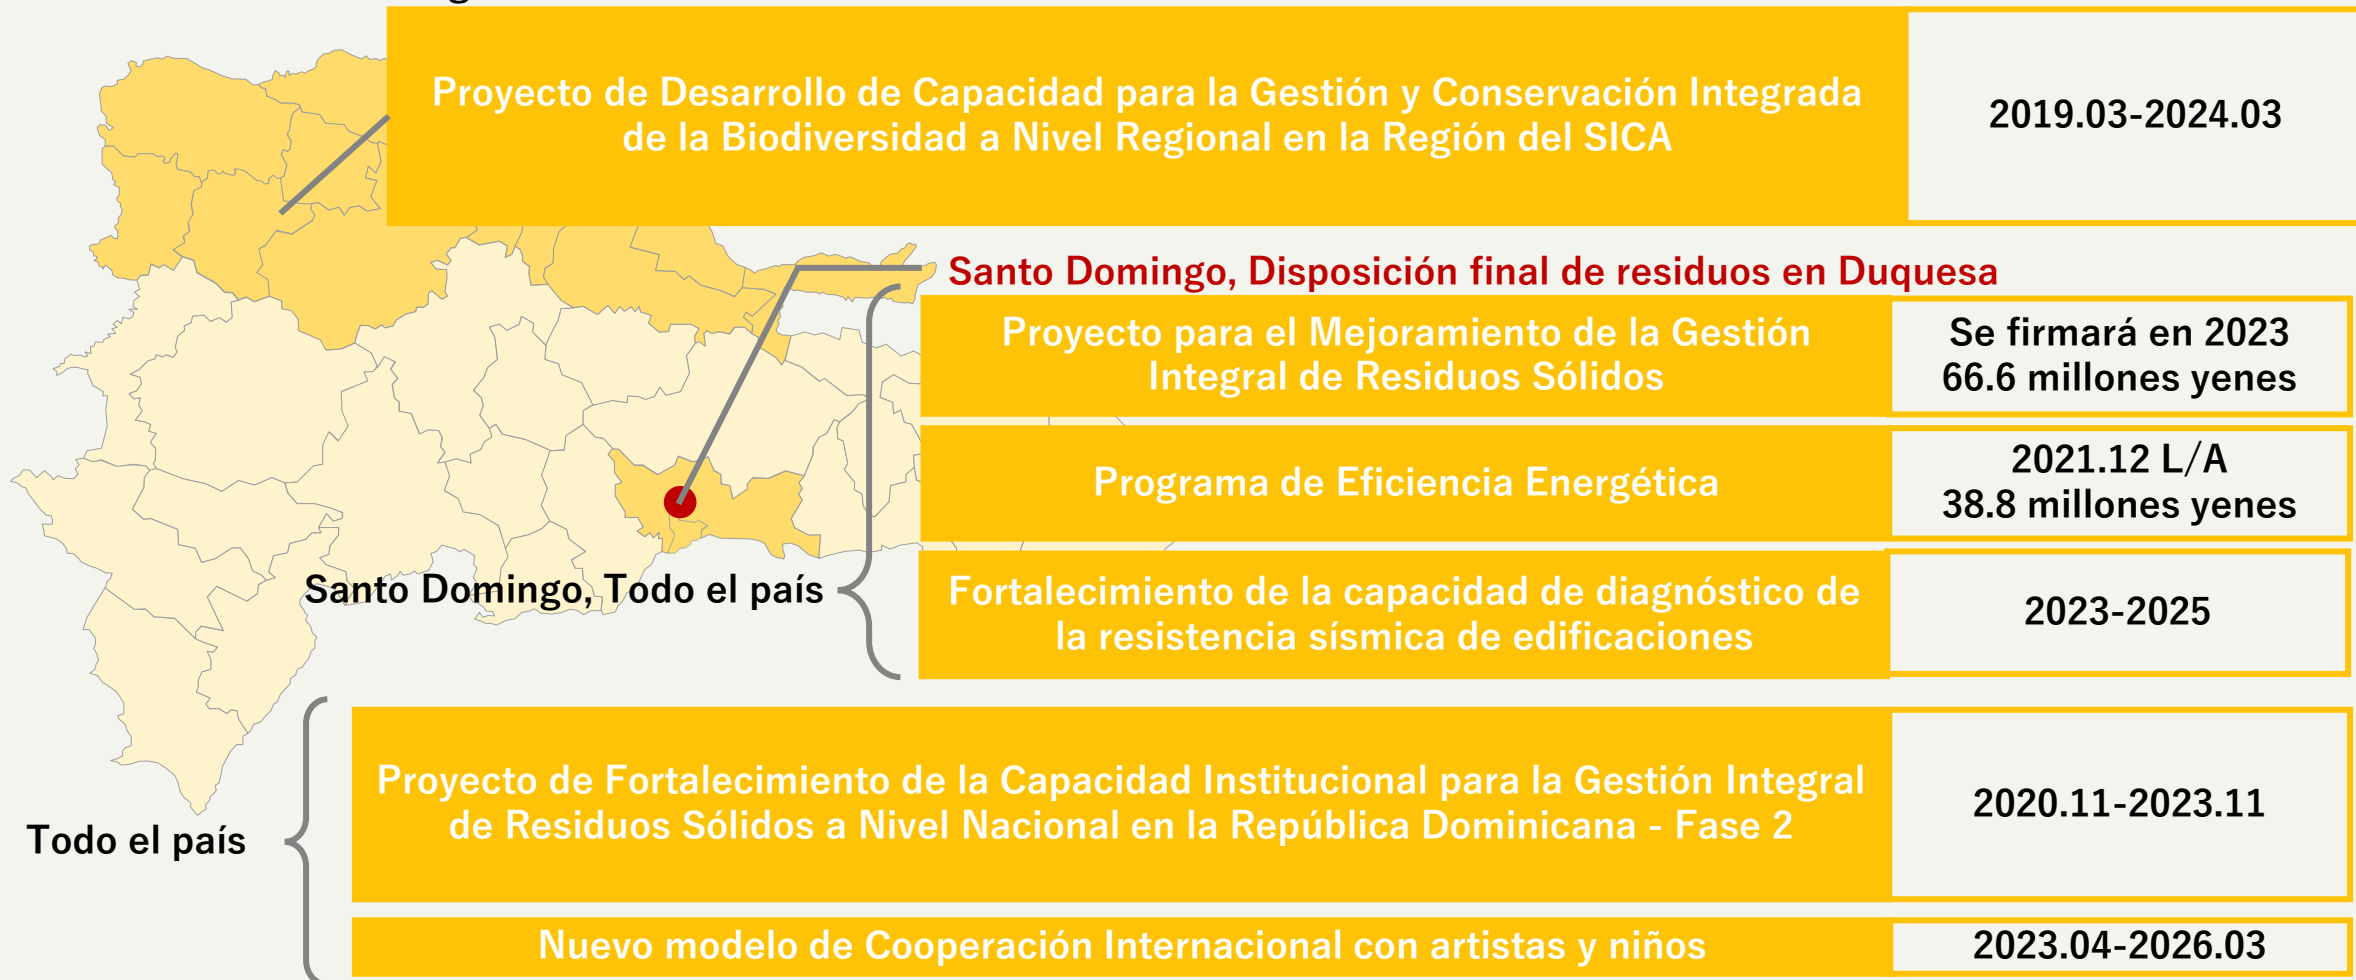 Proyecto de Desarrollo de Capacidad para la Gestión y Conservación Integrada
de la Biodiversidad a Nivel Regional en la Región del SICA
2019.03-2024.03
Santo Domingo, Disposición final de residuos en Duquesa
Proyecto para el Mejoramiento de la Gestión
Integral de Residuos Sólidos
Se firmará en 2023
66.6 millones yenes
Programa de Eficiencia Energética
2021.12 L/A
38.8 millones yenes
Santo Domingo, Todo el país
Fortalecimiento de la capacidad de diagnóstico de
la resistencia sísmica de edificaciones
2023-2025
Todo el país
Proyecto de Fortalecimiento de la Capacidad Institucional para la Gestión Integral
de Residuos Sólidos a Nivel Nacional en la República Dominicana - Fase 2
2020.11-2023.11
Nuevo modelo de Cooperación Internacional con artistas y niños
2023.04-2026.03